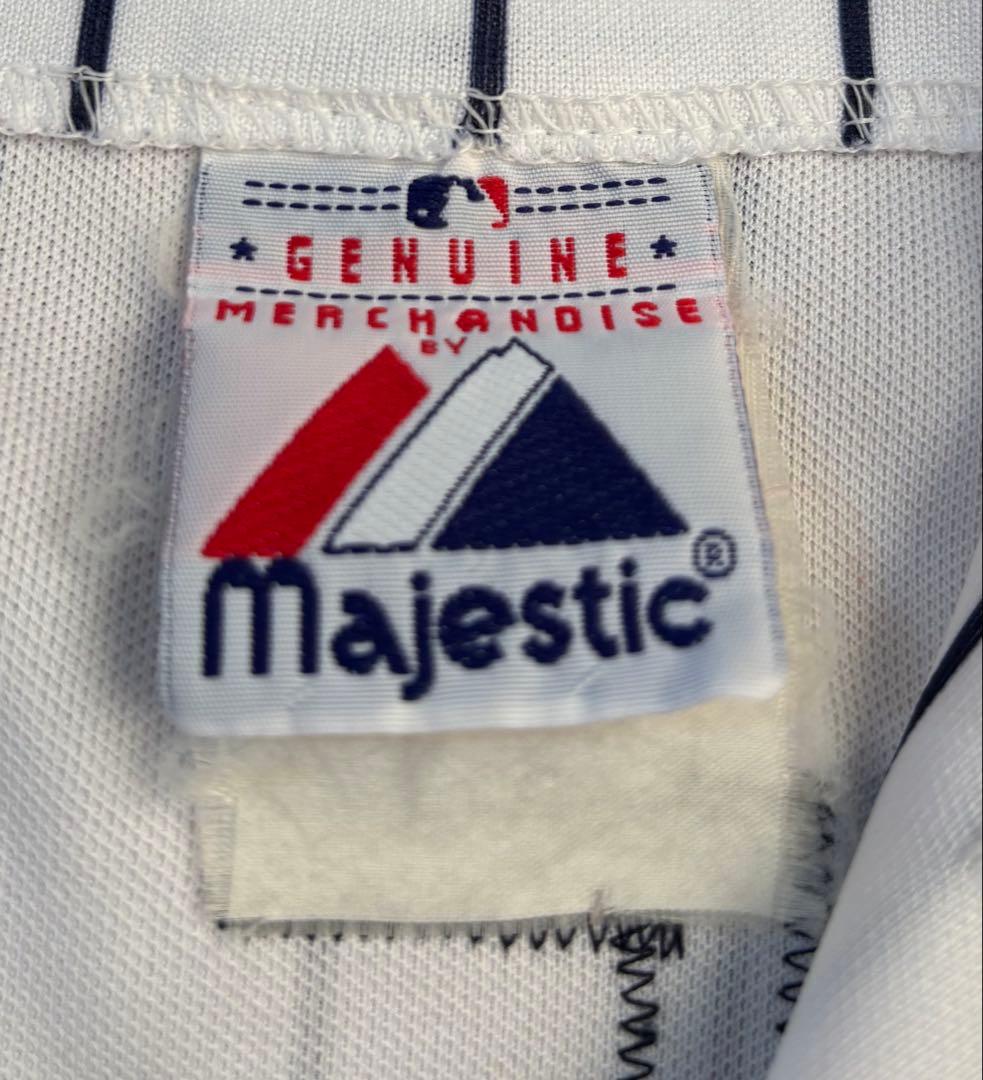 ★ GENUINE ★
MERCHANDISE
BY
Majestic®